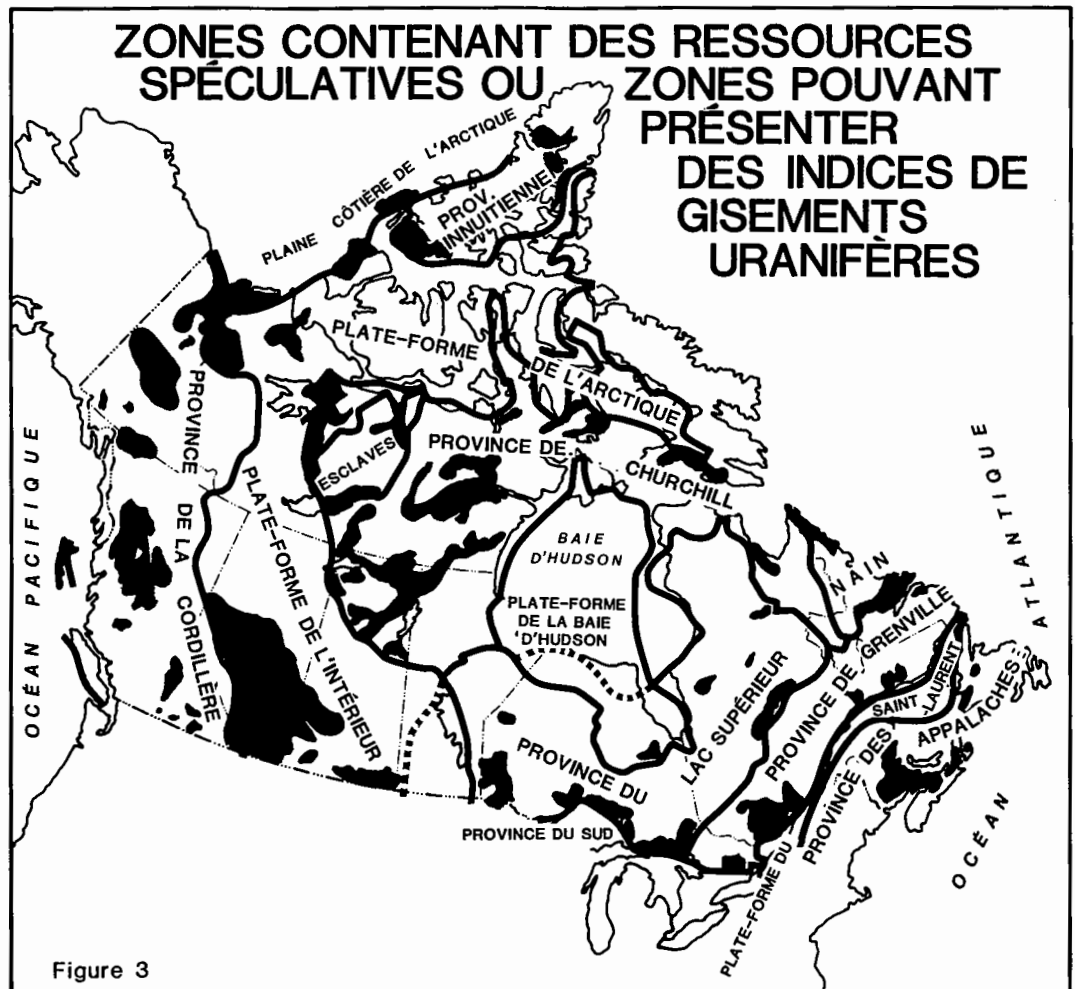 ZONES CONTENANT DES RESSOURCES
SPÉCULATIVES OU ZONES POUVANT
PRÉSENTER
DES INDICES DE
GISEMENTS
URANIFÈRES
PLAINE CÔTIÈRE DE L'ARCTIQUE
PROV.
INNUITIENNE
PLATE-FORME
DE L'ARCTIQUE
PROVINCE DE LA CORDILLÈRE
PLATE-FORME DE L'INTÉRIEUR
ESCLAVES
PROVINCE DE
CHURCHILL
BAIE
D'HUDSON
PLATE-FORME
DE LA BAIE
'D'HUDSON
NAIN
OCÉAN PACIFIQUE
ATLANTIQUE
OCÉAN
PROVINCE DU
LAC SUPÉRIEUR
PROVINCE DE GRENVILLE
PLATE-FORME DU
SAINT
LAURENT
PROVINCE DES
APPALACHES
PROVINCE DU SUD
Figure 3